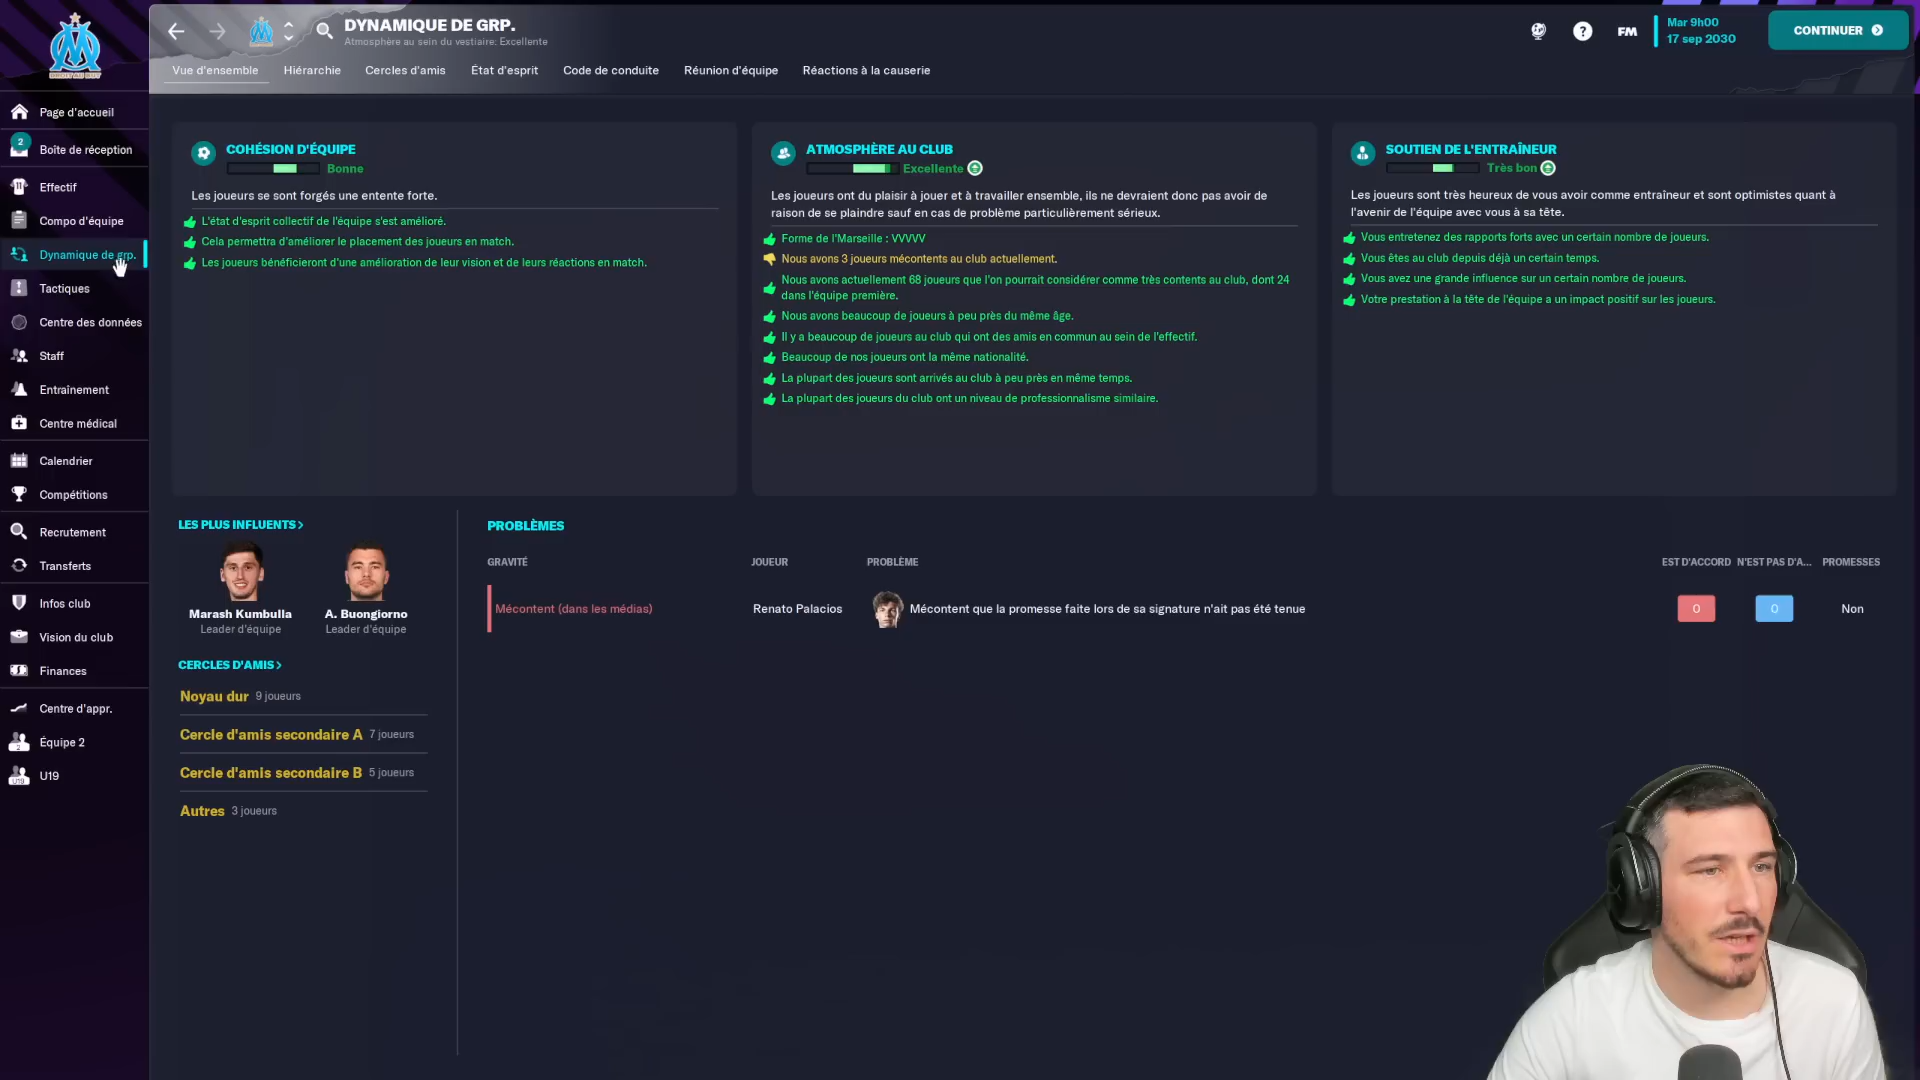 DYNAMIQUE DE GRP.
Atmosphère au sein du vestiaire: Excellente
FM
Mar 9h00
17 sep 2030
CONTINUER
Vue d'ensemble
Hiérarchie
Cercles d'amis
État d'esprit
Code de conduite
Réunion d'équipe
Réactions à la causerie
Page d'accueil
2
Boîte de réception
Effectif
Compo d'équipe
Dynamique de grp.
Tactiques
Centre des données
Staff
Entraînement
Centre médical
Calendrier
Compétitions
Recrutement
Transferts
Infos club
Vision du club
Finances
Centre d'appr.
Équipe 2
U19
COHÉSION D'ÉQUIPE
Bonne
Les joueurs se sont forgés une entente forte.
L'état d'esprit collectif de l'équipe s'est amélioré.
Cela permettra d'améliorer le placement des joueurs en match.
Les joueurs bénéficieront d'une amélioration de leur vision et de leurs réactions en match.
ATMOSPHÈRE AU CLUB
Excellente
Les joueurs ont du plaisir à jouer et à travailler ensemble, ils ne devraient donc pas avoir de
raison de se plaindre sauf en cas de problème particulièrement sérieux.
Forme de l'Marseille : VVVVV
Nous avons 3 joueurs mécontents au club actuellement.
Nous avons actuellement 68 joueurs que l'on pourrait considérer comme très contents au club, dont 24
dans l'équipe première.
Nous avons beaucoup de joueurs à peu près du même âge.
Il y a beaucoup de joueurs au club qui ont des amis en commun au sein de l'effectif.
Beaucoup de nos joueurs ont la même nationalité.
La plupart des joueurs sont arrivés au club à peu près en même temps.
La plupart des joueurs du club ont un niveau de professionnalisme similaire.
SOUTIEN DE L'ENTRAÎNEUR
Très bon
Les joueurs sont très heureux de vous avoir comme entraîneur et sont optimistes quant à
l'avenir de l'équipe avec vous à sa tête.
Vous entretenez des rapports forts avec un certain nombre de joueurs.
Vous êtes au club depuis déjà un certain temps.
Vous avez une grande influence sur un certain nombre de joueurs.
Votre prestation à la tête de l'équipe a un impact positif sur les joueurs.
LES PLUS INFLUENTS
Marash Kumbulla
Leader d'équipe
A. Buongiorno
Leader d'équipe
CERCLES D'AMIS
Noyau dur 9 joueurs
Cercle d'amis secondaire A 7 joueurs
Cercle d'amis secondaire B 5 joueurs
Autres 3 joueurs
PROBLÈMES
GRAVITÉ JOUEUR PROBLÈME EST D'ACCORD N'EST PAS D'A... PROMESSES
Mécontent (dans les médias) Renato Palacios Mécontent que la promesse faite lors de sa signature n'ait pas été tenue 0 0 Non